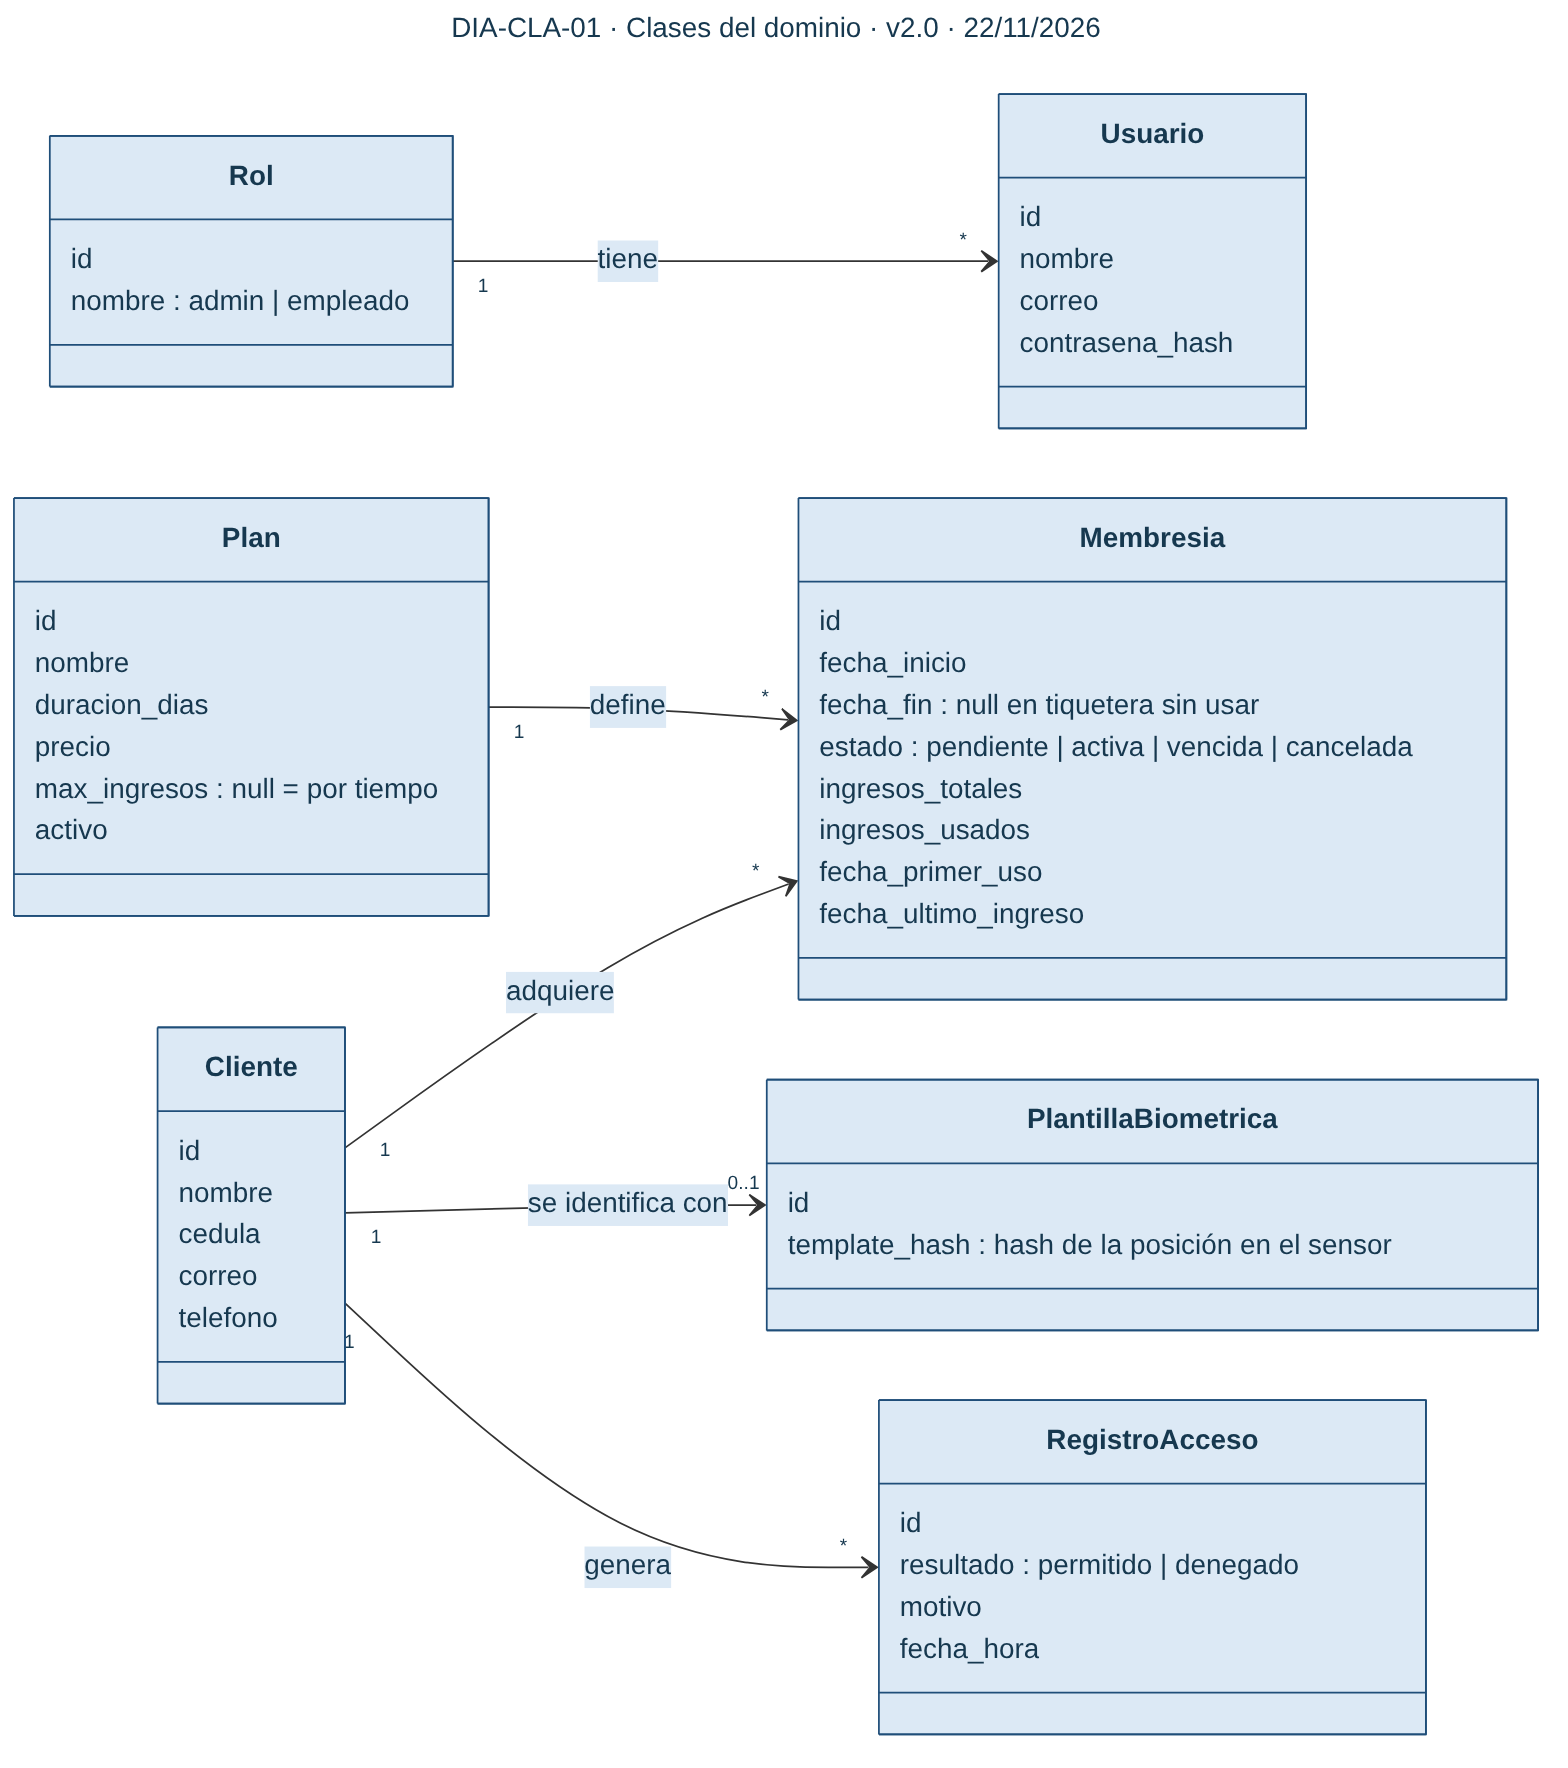 DIA-CLA-01 · Clases del dominio · v2.0 · 22/11/2026
Rol
id
nombre : admin | empleado
1
tiene
*
Usuario
id
nombre
correo
contrasena_hash
Plan
id
nombre
duracion_dias
precio
max_ingresos : null = por tiempo
activo
1
define
*
Membresia
id
fecha_inicio
fecha_fin : null en tiquetera sin usar
estado : pendiente | activa | vencida | cancelada
ingresos_totales
ingresos_usados
fecha_primer_uso
fecha_ultimo_ingreso
*
adquiere
1
Cliente
id
nombre
cedula
correo
telefono
1
se identifica con
0..1
PlantillaBiometrica
id
template_hash : hash de la posición en el sensor
1
genera
*
RegistroAcceso
id
resultado : permitido | denegado
motivo
fecha_hora